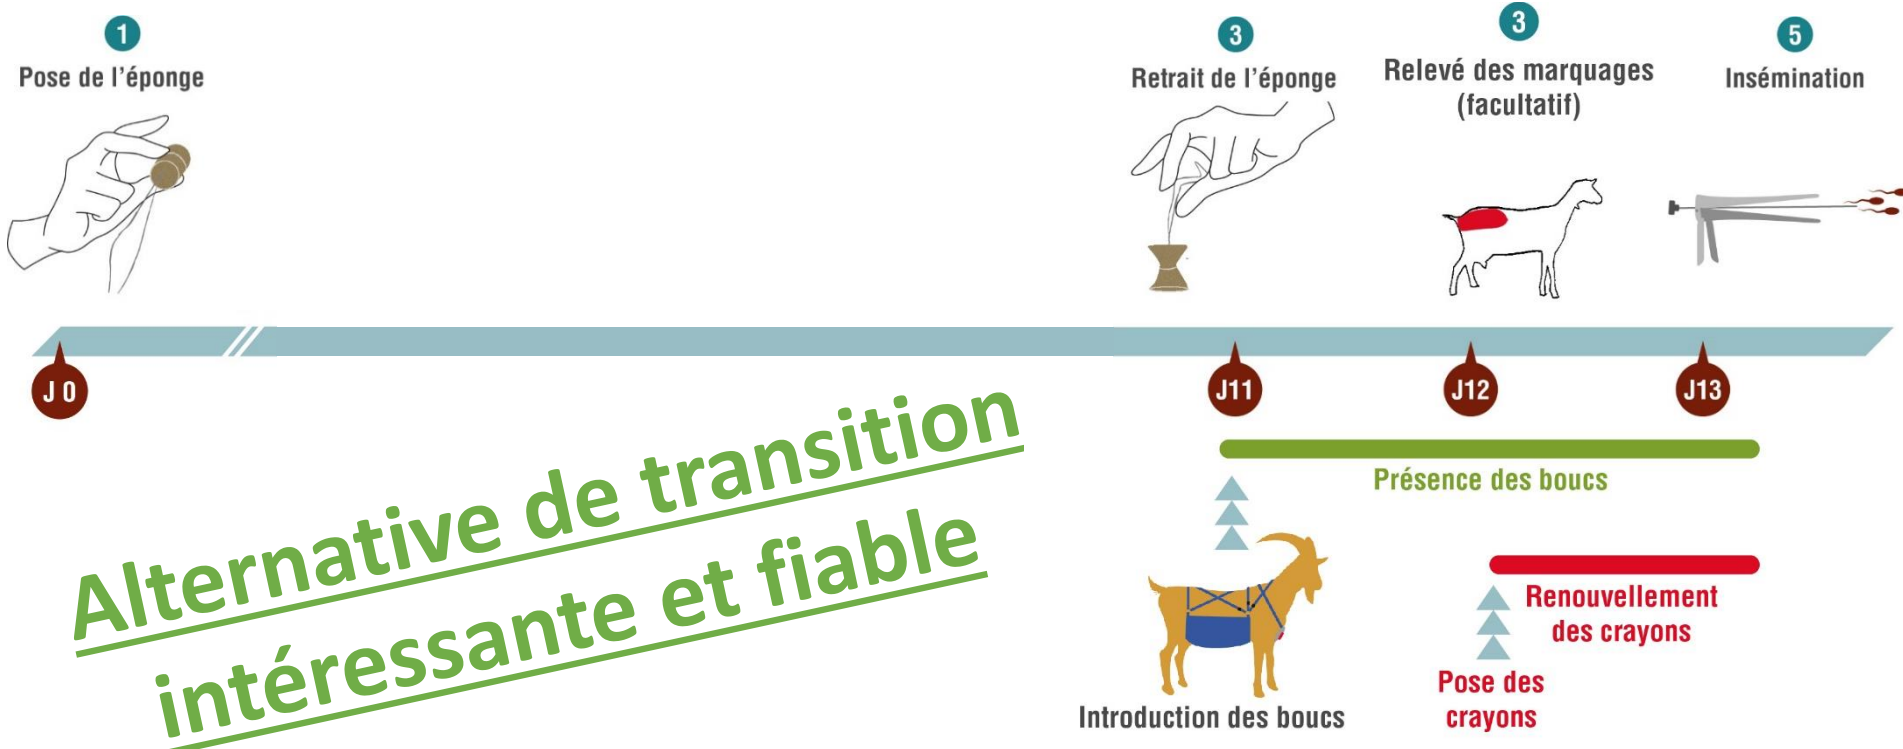 1
Pose de l'éponge
3
Retrait de l'éponge
3
Relevé des marquages
(facultatif)
5
Insémination
J 0
J11
J12
J13
Alternative de transition
intéressante et fiable
Présence des boucs
Introduction des boucs
Renouvellement
des crayons
Pose des
crayons